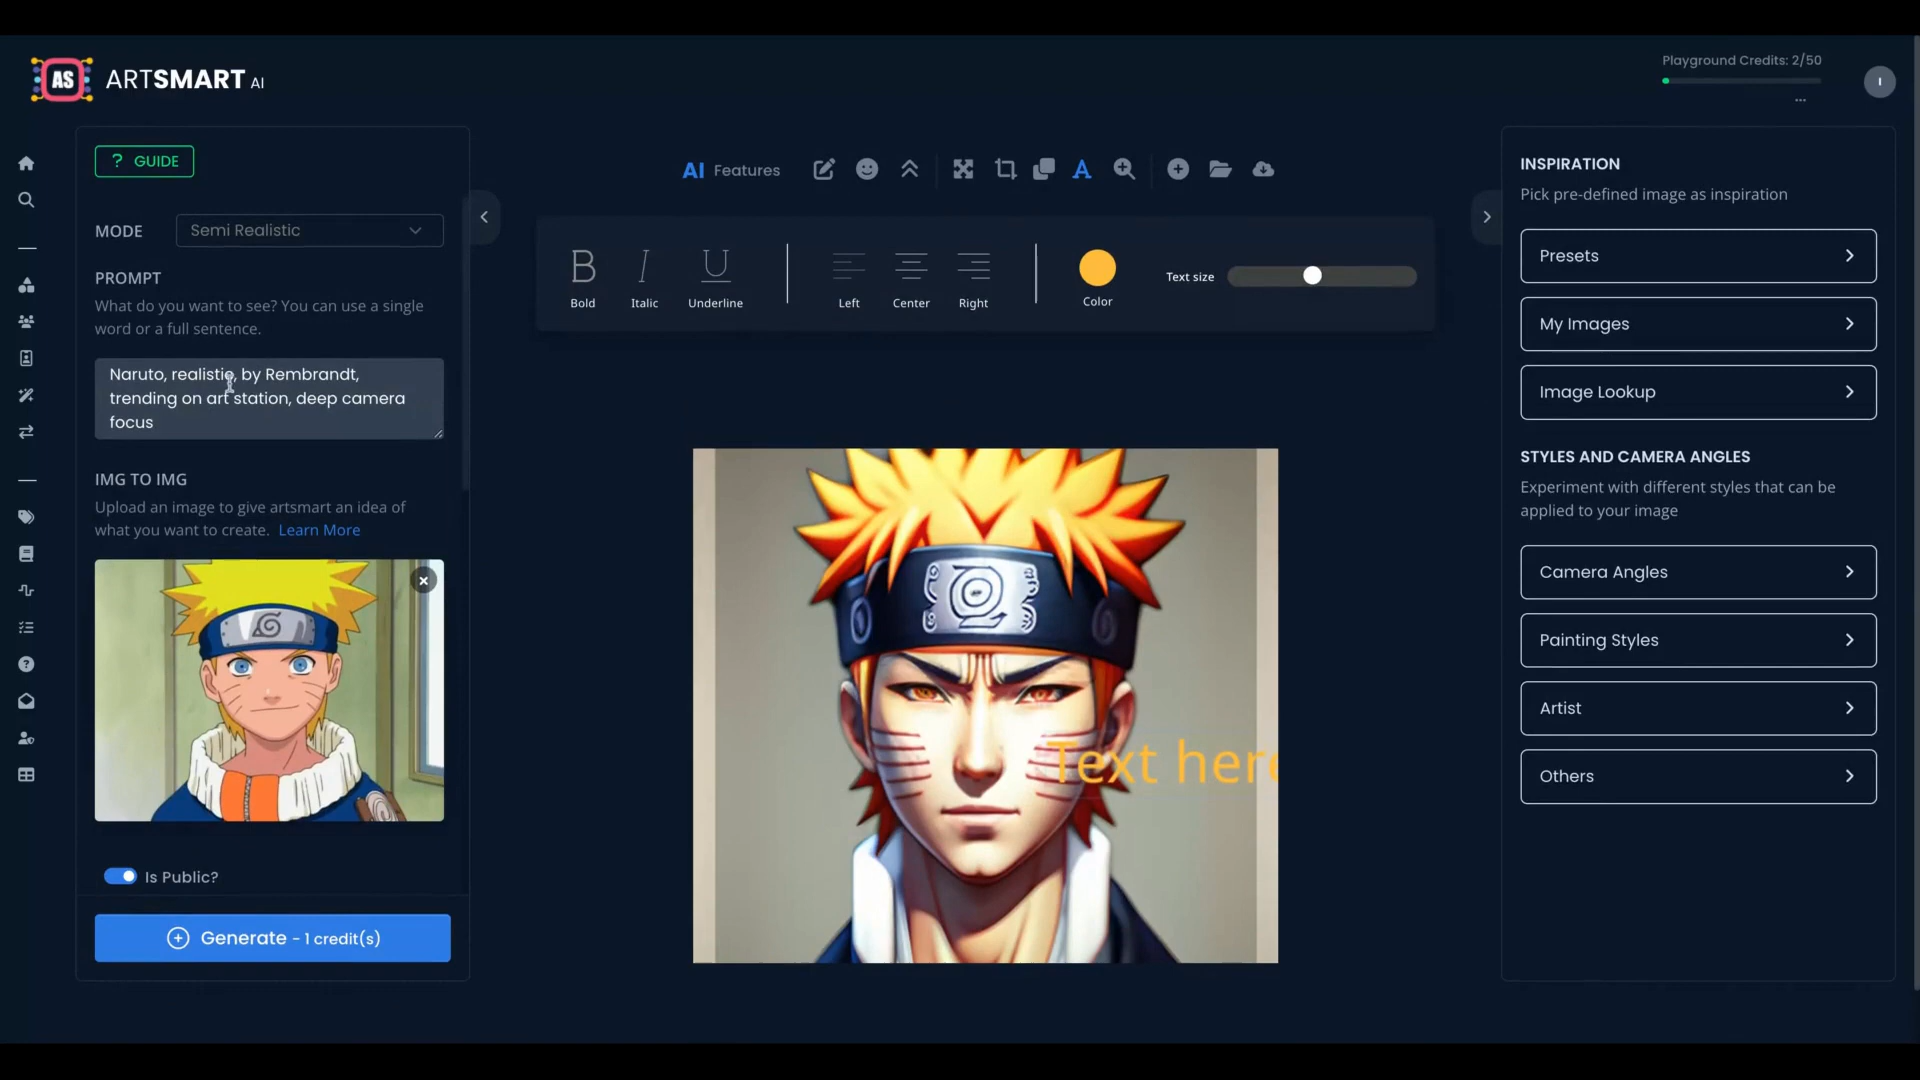 AS ARTSMART AI
Playground Credits: 2/50
I
? GUIDE
MODE
Semi Realistic
PROMPT
What do you want to see? You can use a single
word or a full sentence.
Naruto, realistic, by Rembrandt,
trending on art station, deep camera
focus
IMG TO IMG
Upload an image to give artsmart an idea of
what you want to create. Learn More
Is Public?
Generate - 1 credit(s)
AI Features
A
B I U
Bold Italic Underline Left Center Right Color Text size
Text here
INSPIRATION
Pick pre-defined image as inspiration
Presets
My Images
Image Lookup
STYLES AND CAMERA ANGLES
Experiment with different styles that can be
applied to your image
Camera Angles
Painting Styles
Artist
Others